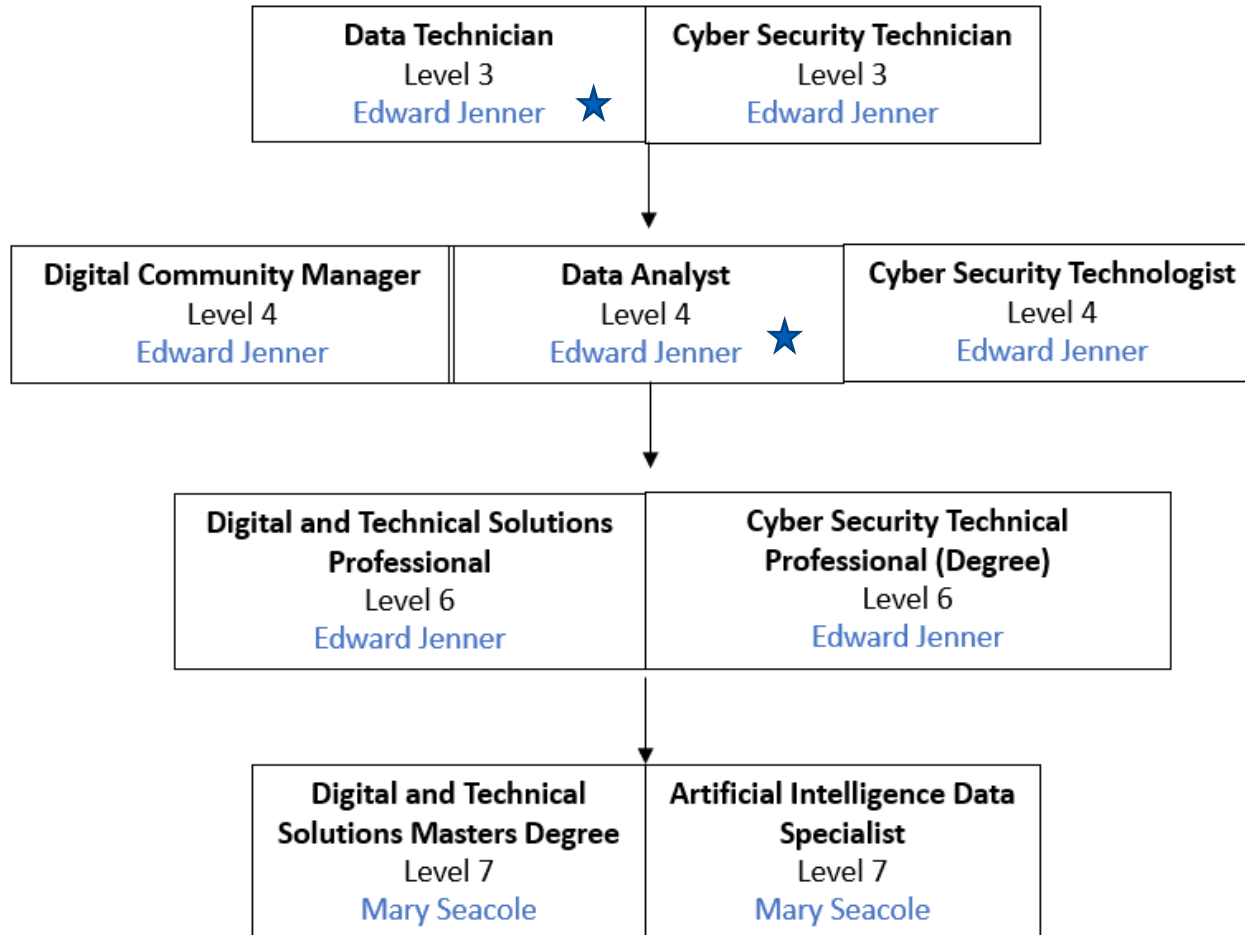 Data Technician
Level 3
Edward Jenner
Cyber Security Technician
Level 3
Edward Jenner
Digital Community Manager
Level 4
Edward Jenner
Data Analyst
Level 4
Edward Jenner
Cyber Security Technologist
Level 4
Edward Jenner
Digital and Technical Solutions
Professional
Level 6
Edward Jenner
Cyber Security Technical
Professional (Degree)
Level 6
Edward Jenner
Digital and Technical
Solutions Masters Degree
Level 7
Mary Seacole
Artificial Intelligence Data
Specialist
Level 7
Mary Seacole